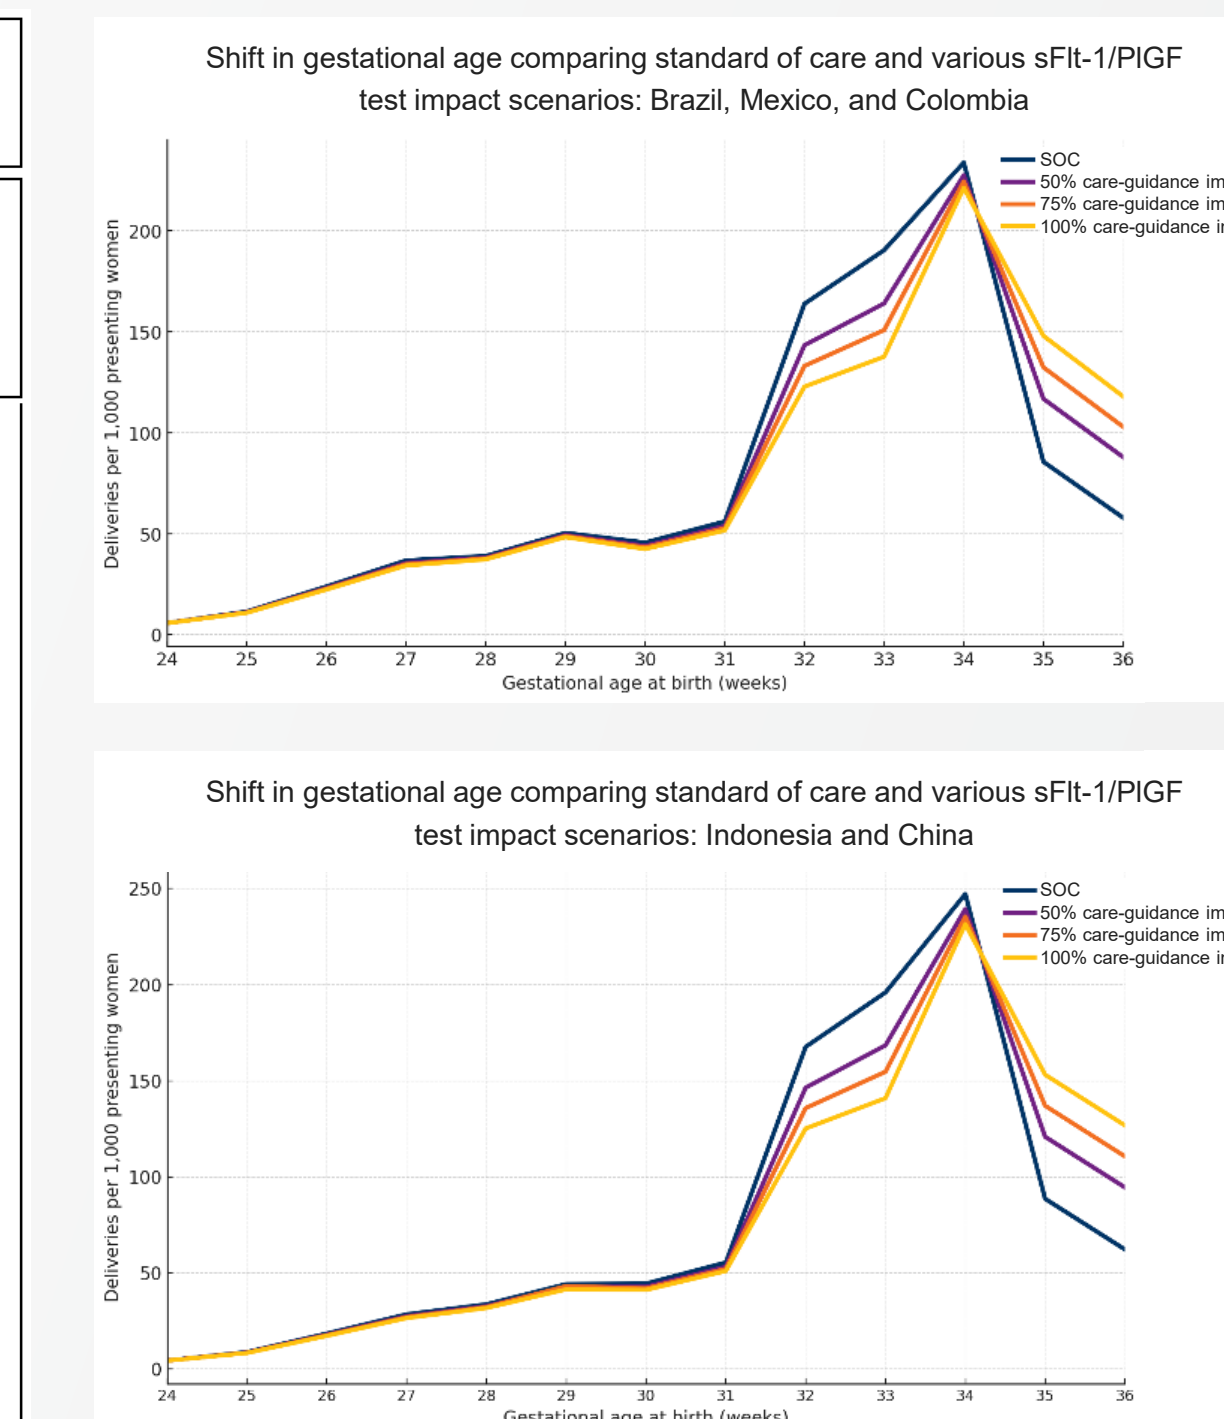 Shift in gestational age comparing standard of care and various sFlt-1/PlGF
test impact scenarios: Brazil, Mexico, and Colombia
SOC
50% care-guidance
75% care-guidance
100% care-guidance
Deliveries per 1,000 presenting women
200
150
100
50
0
24 25 26 27 28 29 30 31 32 33 34 35 36
Gestational age at birth (weeks)
Shift in gestational age comparing standard of care and various sFlt-1/PlGF
test impact scenarios: Indonesia and China
SOC
50% care-guidance
75% care-guidance
100% care-guidance
Deliveries per 1,000 presenting women
250
200
150
100
50
0
24 25 26 27 28 29 30 31 32 33 34 35 36
Gestational age at birth (weeks)